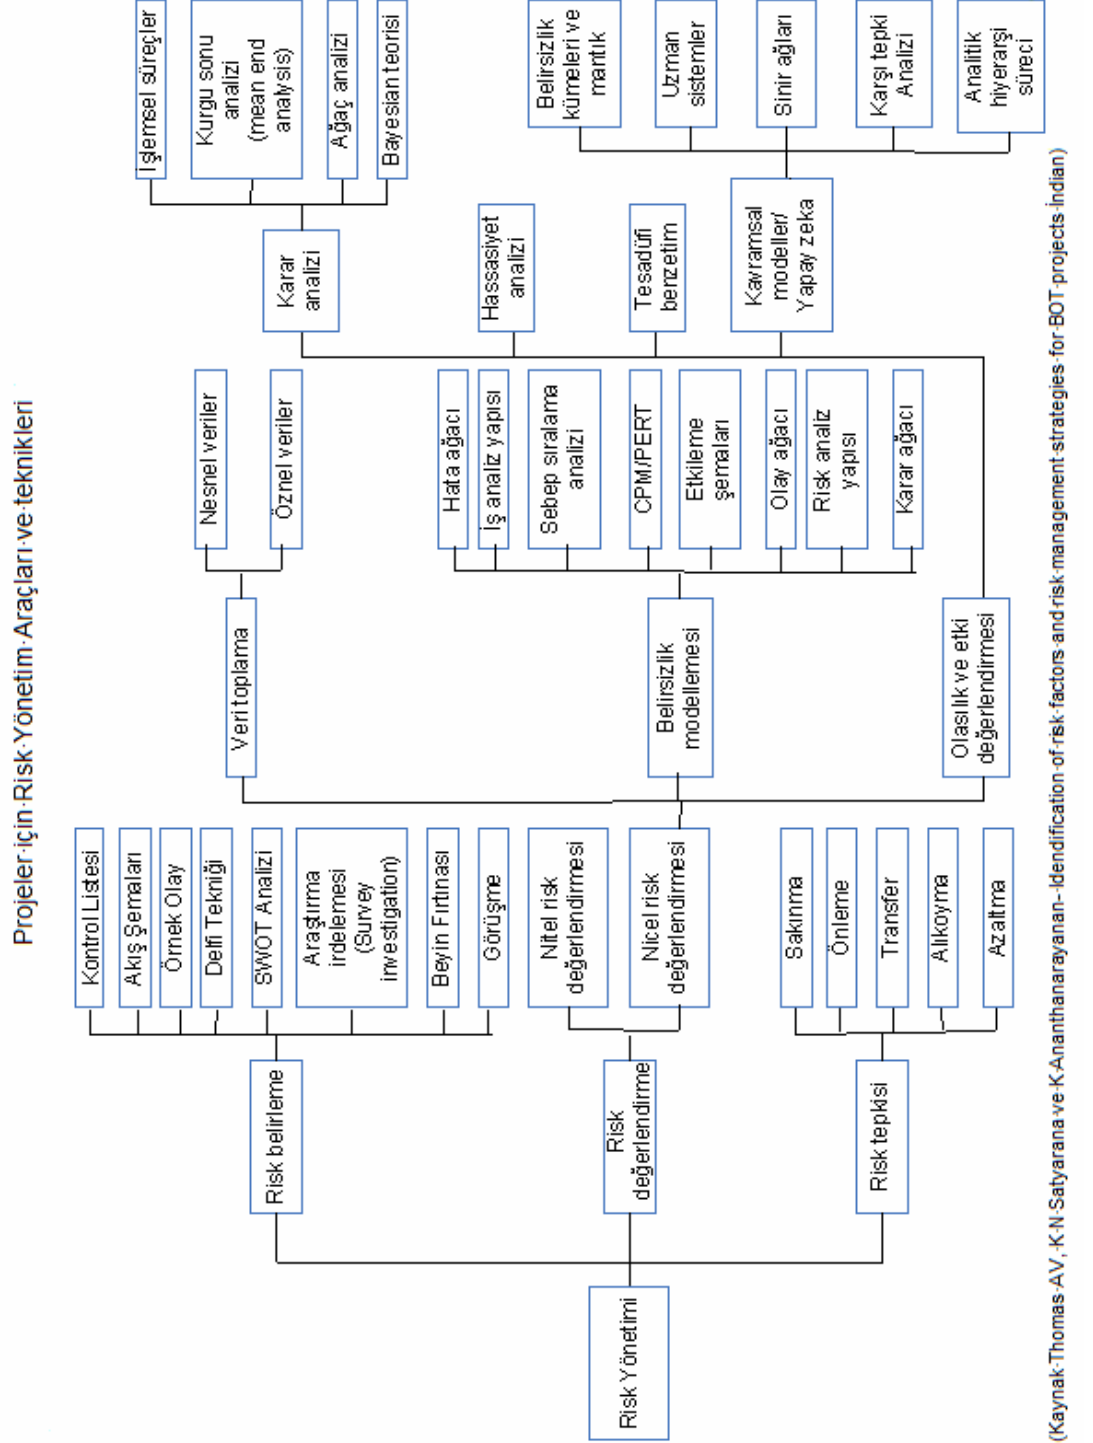 Projeler için Risk Yönetim Araçları ve teknikleri
Risk Yönetimi
Risk belirleme
Risk
değerlendirme
Risk tepkisi
Kontrol Listesi
Akış Şemaları
Örnek Olay
Delfi Tekniği
SWOT Analizi
Araştırma
irdelemesi
(Survey
investigation)
Beyin Fırtınası
Görüşme
Nitel risk
değerlendirmesi
Nicel risk
değerlendirmesi
Sakınma
Önleme
Transfer
Alıkoyma
Azaltma
Veri toplama
Belirsizlik
modellemesi
Olasılık ve etki
değerlendirmesi
Nesnel veriler
Öznel veriler
Hata ağacı
İş analiz yapısı
Sebep sıralama
analizi
CPM/PERT
Etkileme
şemaları
Olay ağacı
Risk analiz
yapısı
Karar ağacı
Karar
analizi
Hassasiyet
analizi
Tesadüfi
benzetim
Kavramsal
modeller/
Yapay zeka
İşlemsel süreçler
Kurgu sonu
analizi
(mean end
analysis)
Ağaç analizi
Bayesian teorisi
Belirsizlik
kümeleri ve
mantık
Uzman
sistemler
Sinir ağları
Karşı tepki
Analizi
Analitik
hiyerarşi
süreci
(Kaynak Thomas AV, K N Satyarana ve K Ananthanarayanan- Idendification of risk factors and risk management strategies for BOT projects indian)